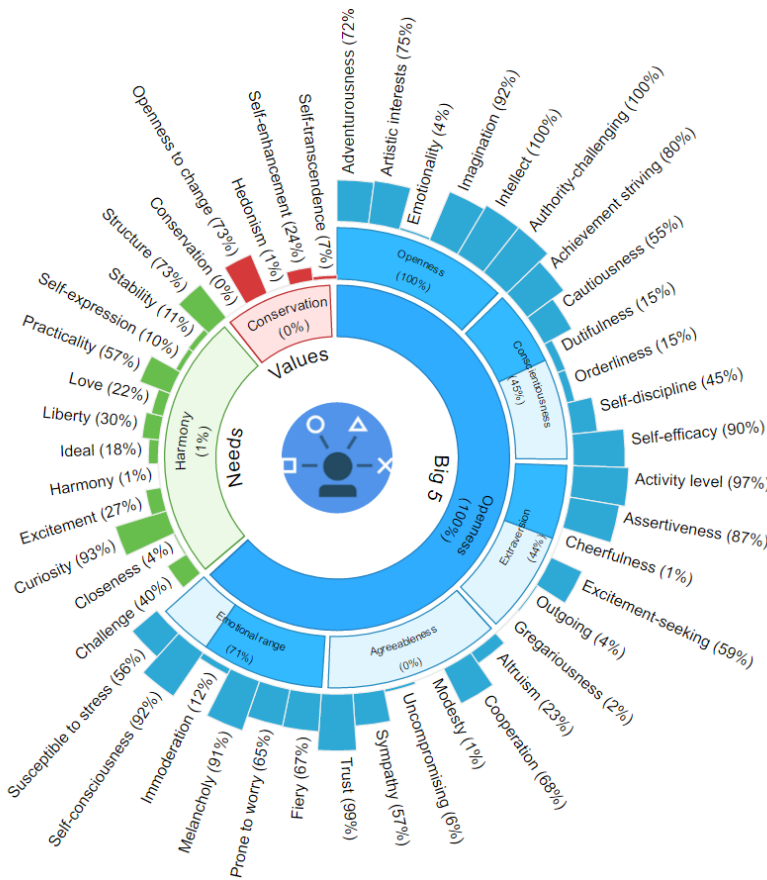 Adventurousness (72%
Artistic interests (75%)
Emotionality (4%)
Imagination (92%)
Intellect (100%)
Authority-challenging (100%)
Achievement striving (80%)
Cautiousness (55%)
Dutifulness (15%)
Orderliness (15%)
Self-discipline (45%)
Self-efficacy (90%)
Activity level (97%)
Assertiveness (87%)
Cheerfulness (1%)
Excitement-seeking (59%)
Outgoing (4%)
Gregariousness (2%)
Altruism (23%)
Cooperation (68%)
Modesty (1%)
Uncompromising (6%)
Sympathy (57%)
Trust (99%)
Fiery (67%)
Prone to worry (65%)
Melancholy (91%)
Immoderation (12%)
Self-consciousness (92%)
Susceptible to stress (56%)
Challenge (40%)
Closeness (4%)
Curiosity (93%)
Excitement (27%)
Harmony (1%)
Ideal (18%)
Liberty (30%)
Love (22%)
Practicality (57%)
Self-expression (10%)
Stability (11%)
Structure (73%)
Conservation (0%)
Openness to change (73%)
Hedonism (1%)
Self-enhancement (24%)
Self-transcendence (7%)
Openness
(100%)
Conscientiousness
(45%)
Extraversion
(44%)
Agreeableness
(0%)
Emotional range
(71%)
Harmony
(1%)
Conservation
(0%)
Openness
(100%)
Big 5
Needs
Values